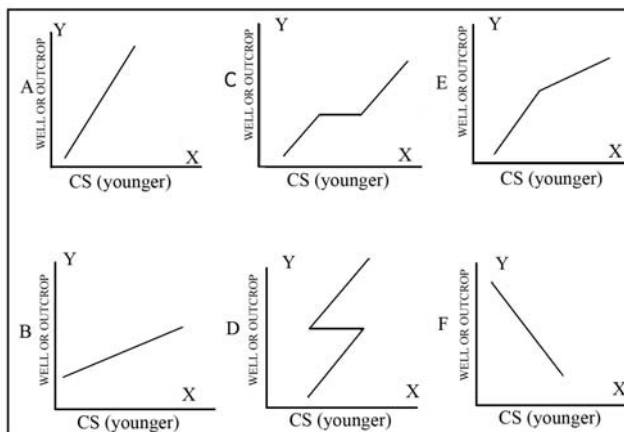 A
WELL OR OUTCROP
Y
X
CS (younger)
C
WELL OR OUTCROP
Y
X
CS (younger)
E
WELL OR OUTCROP
Y
X
CS (younger)
B
WELL OR OUTCROP
Y
X
CS (younger)
D
WELL OR OUTCROP
Y
X
CS (younger)
F
WELL OR OUTCROP
Y
X
CS (younger)